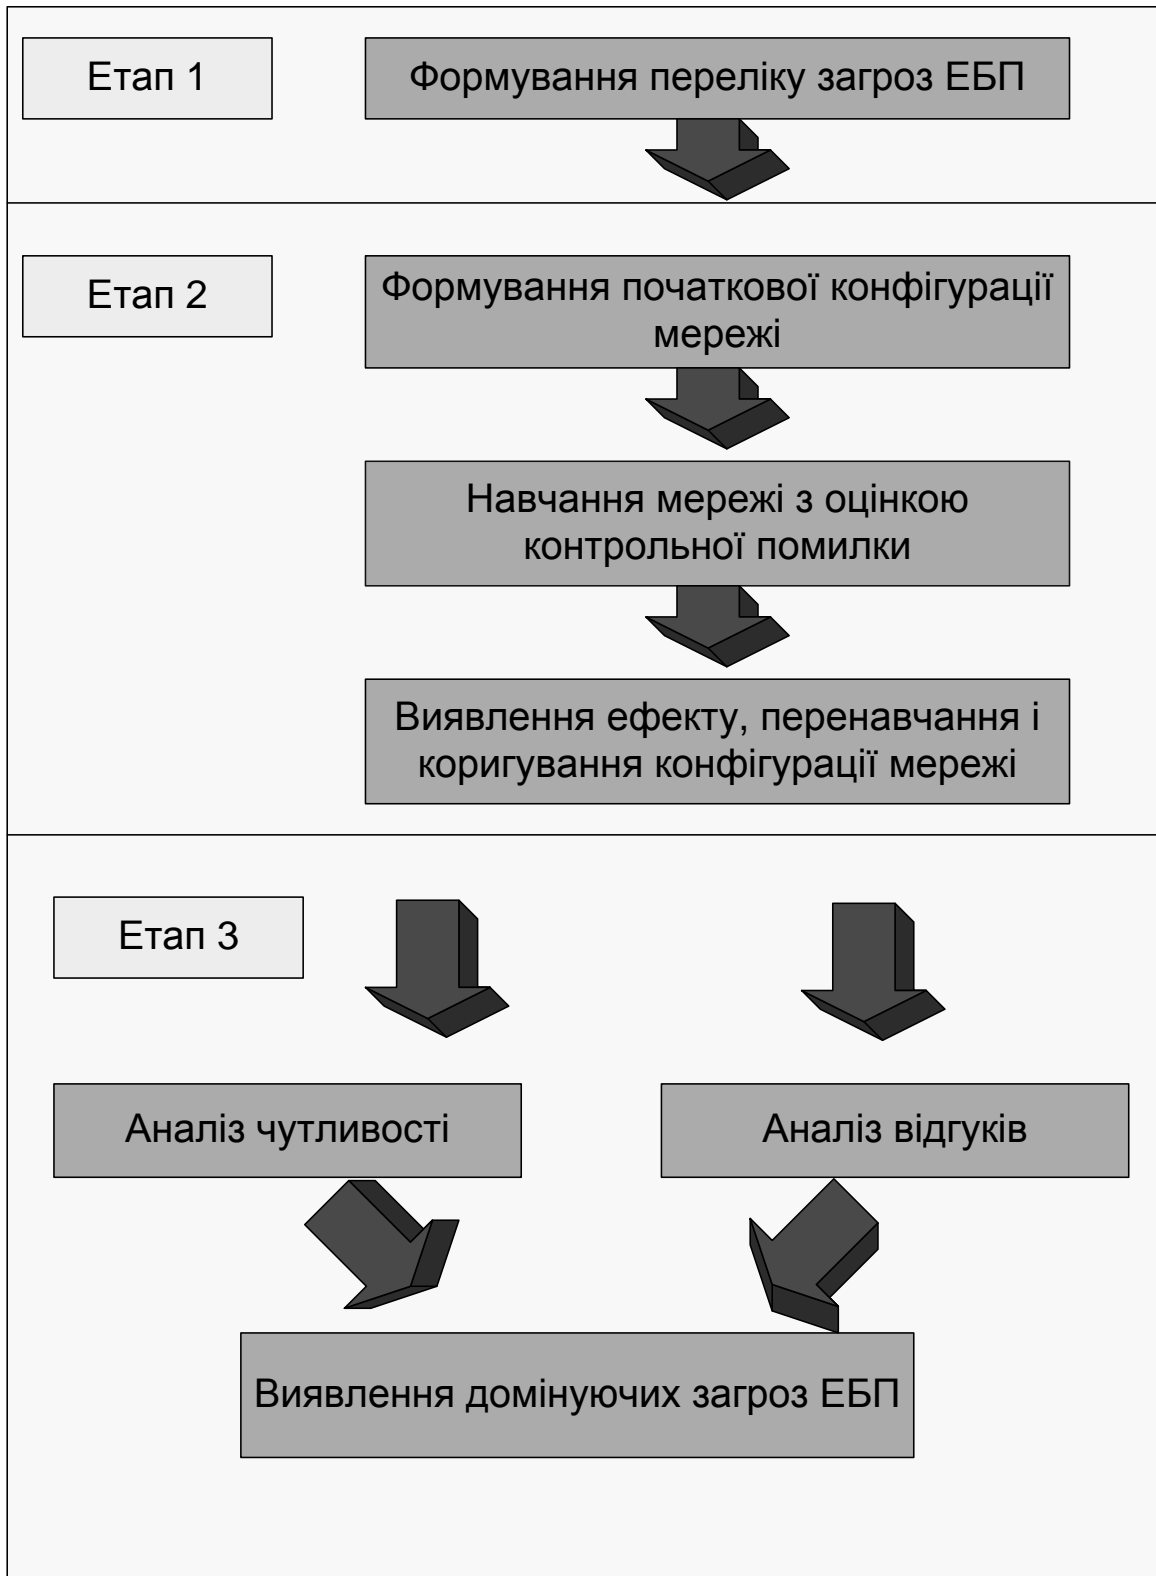 Етап 1
Формування переліку загроз ЕБП
Етап 2
Формування початкової конфігурації
мережі
Навчання мережі з оцінкою
контрольної помилки
Виявлення ефекту, перенавчання і
коригування конфігурації мережі
Етап 3
Аналіз чутливості
Аналіз відгуків
Виявлення домінуючих загроз ЕБП